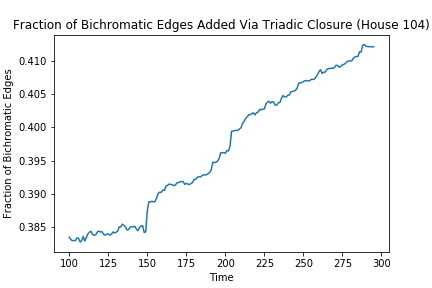 Fraction of Bichromatic Edges Added Via Triadic Closure (House 104)
0.410
0.405
0.400
0.395
0.390
0.385
Fraction of Bichromatic Edges
100 125 150 175 200 225 250 275 300
Time